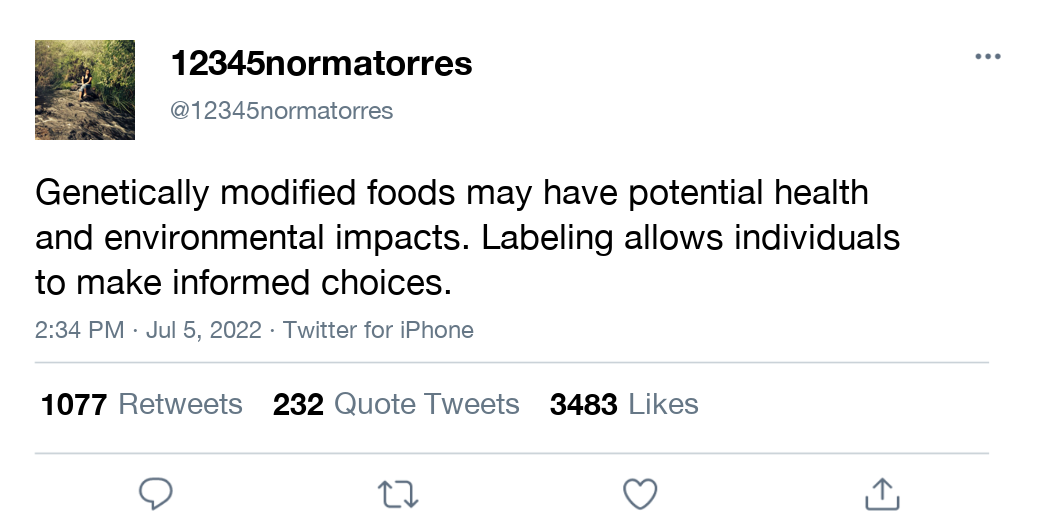 12345normatorres
@12345normatorres
Genetically modified foods may have potential health
and environmental impacts. Labeling allows individuals
to make informed choices.
2:34 PM · Jul 5, 2022 · Twitter for iPhone
1077 Retweets 232 Quote Tweets 3483 Likes